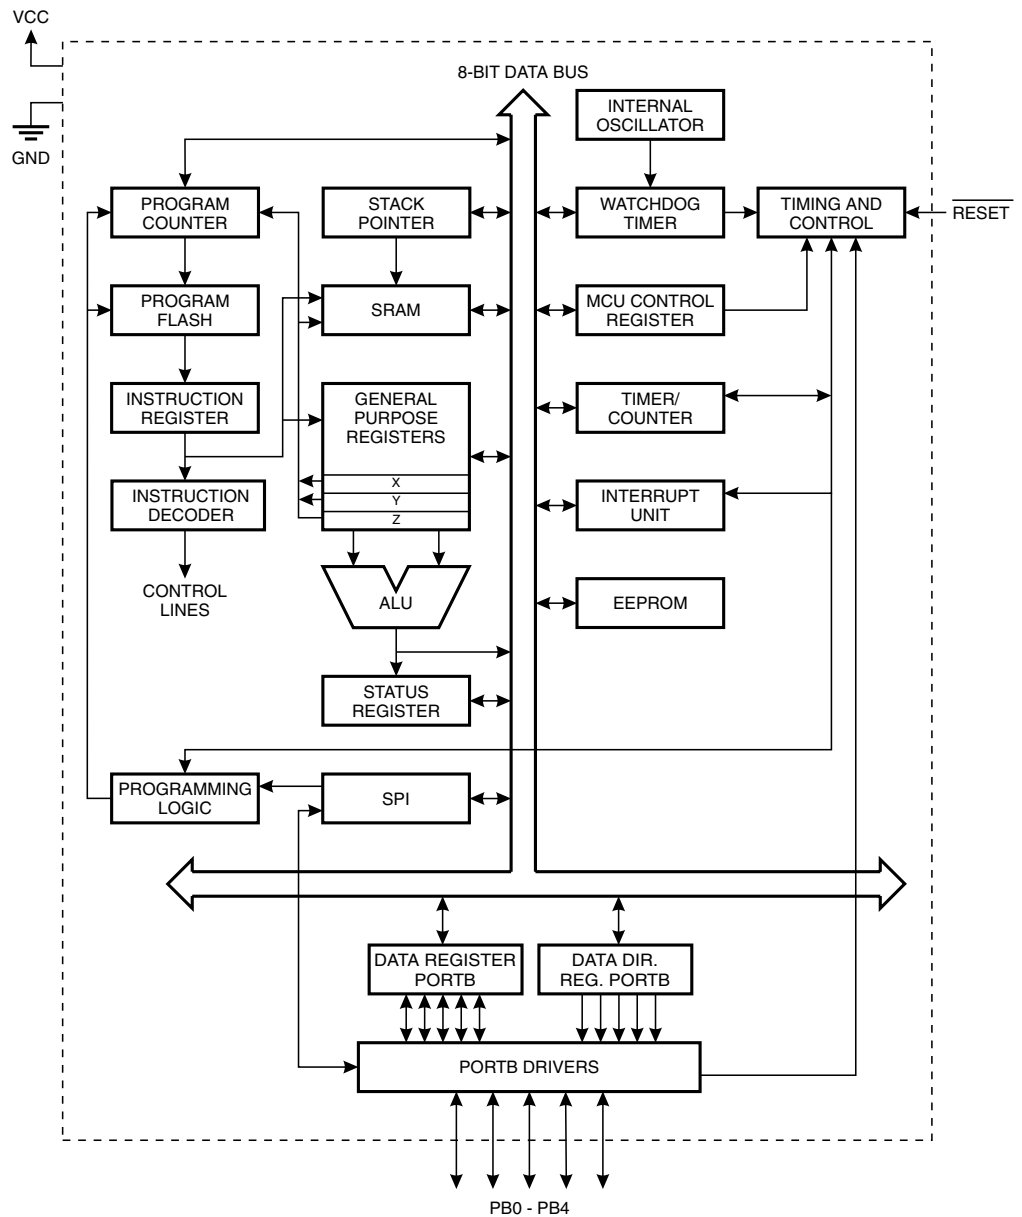 VCC
GND
8-BIT DATA BUS
INTERNAL
OSCILLATOR
PROGRAM
COUNTER
STACK
POINTER
WATCHDOG
TIMER
TIMING AND
CONTROL
RESET
PROGRAM
FLASH
SRAM
MCU CONTROL
REGISTER
INSTRUCTION
REGISTER
GENERAL
PURPOSE
REGISTERS
X
Y
Z
TIMER/
COUNTER
INSTRUCTION
DECODER
INTERRUPT
UNIT
CONTROL
LINES
ALU
EEPROM
STATUS
REGISTER
PROGRAMMING
LOGIC
SPI
DATA REGISTER
PORTB
DATA DIR.
REG. PORTB
PORTB DRIVERS
PB0 - PB4